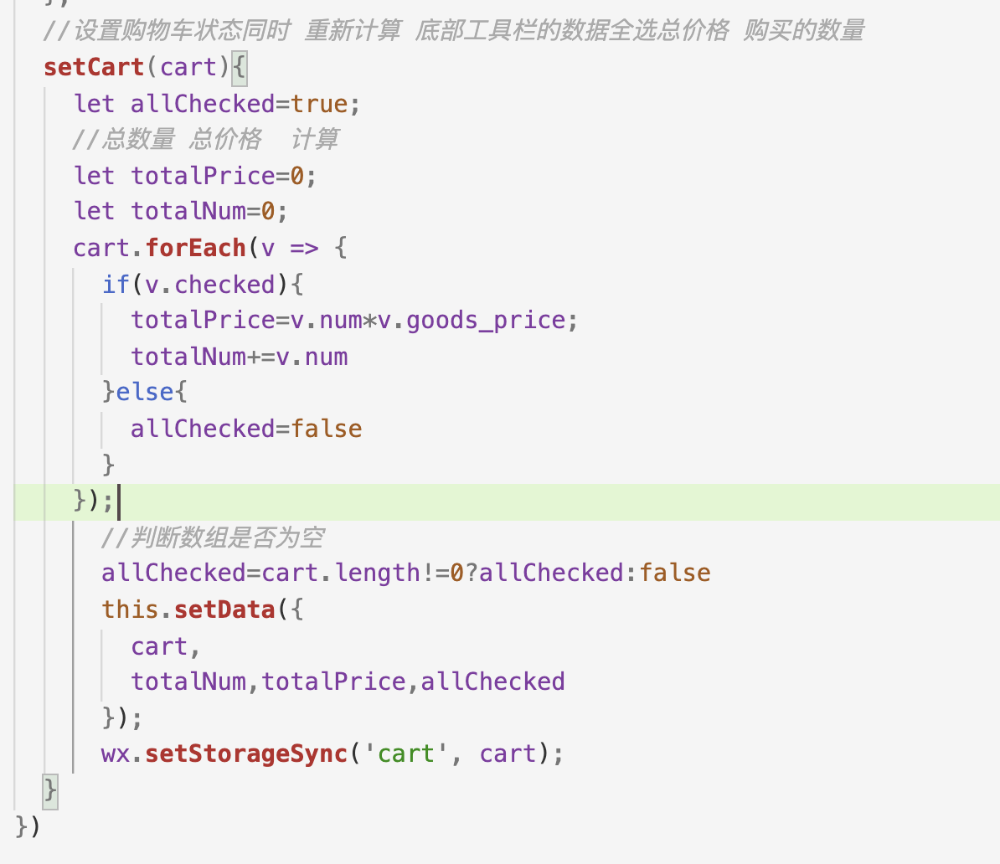 //设置购物车状态同时 重新计算 底部工具栏的数据全选总价格 购买的数量
setCart(cart){
let allChecked=true;
//总数量 总价格  计算
let totalPrice=0;
let totalNum=0;
cart.forEach(v => {
if(v.checked){
totalPrice=v.num*v.goods_price;
totalNum+=v.num
}else{
allChecked=false
}
});
//判断数组是否为空
allChecked=cart.length!=0?allChecked:false
this.setData({
cart,
totalNum,totalPrice,allChecked
});
wx.setStorageSync('cart', cart);
}
})